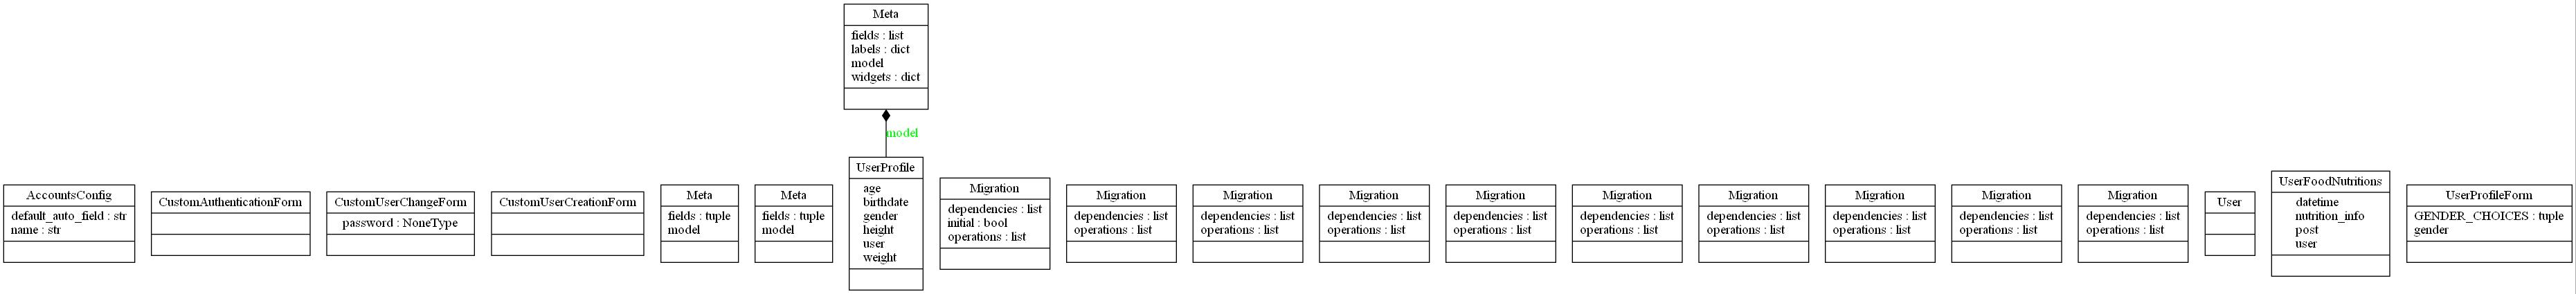 Meta
fields : list
labels : dict
model
widgets : dict
model
AccountsConfig
default_auto_field : str
name : str
CustomAuthenticationForm
CustomUserChangeForm
password : NoneType
CustomUserCreationForm
Meta
fields : tuple
model
Meta
fields : tuple
model
UserProfile
age
birthdate
gender
height
user
weight
Migration
dependencies : list
initial : bool
operations : list
Migration
dependencies : list
operations : list
Migration
dependencies : list
operations : list
Migration
dependencies : list
operations : list
Migration
dependencies : list
operations : list
Migration
dependencies : list
operations : list
Migration
dependencies : list
operations : list
Migration
dependencies : list
operations : list
Migration
dependencies : list
operations : list
Migration
dependencies : list
operations : list
User
UserFoodNutritions
datetime
nutrition_info
post
user
UserProfileForm
GENDER_CHOICES : tuple
gender